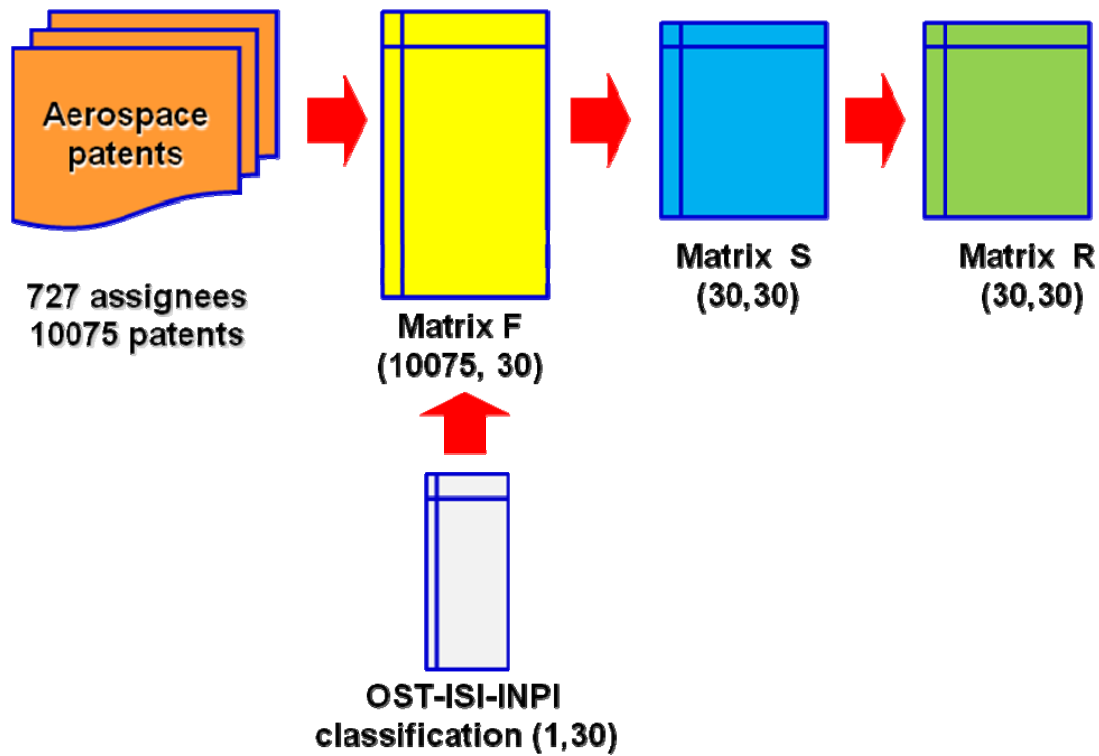 Aerospace
patents
727 assignees
10075 patents
Matrix F
(10075, 30)
Matrix S
(30,30)
Matrix R
(30,30)
OST-ISI-INPI
classification (1,30)